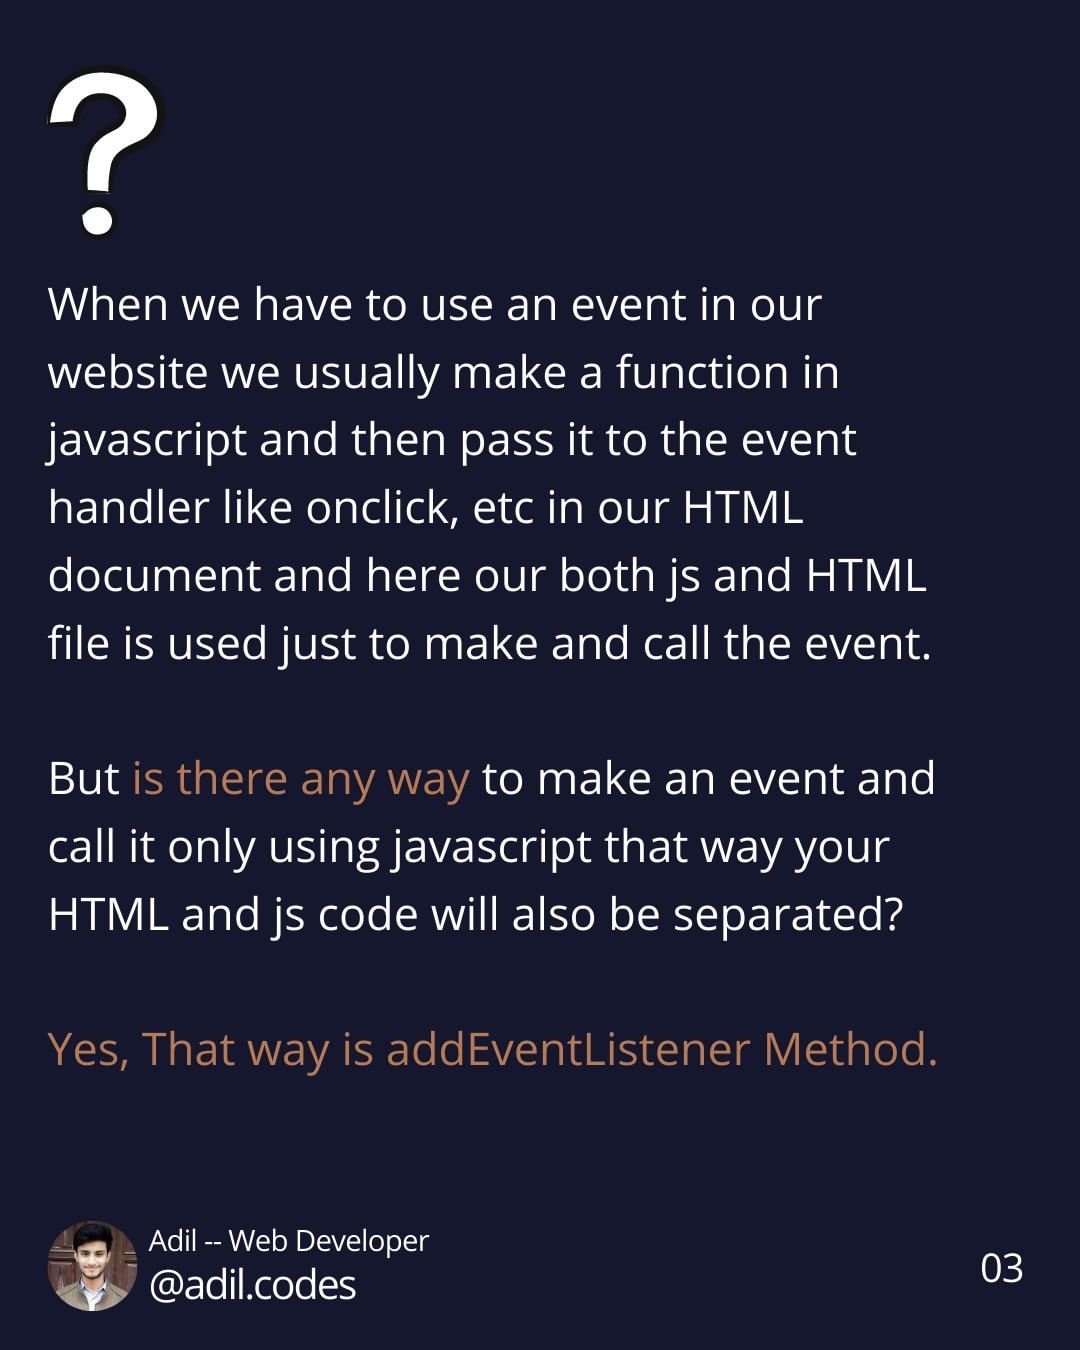 ?
When we have to use an event in our
website we usually make a function in
javascript and then pass it to the event
handler like onclick, etc in our HTML
document and here our both js and HTML
file is used just to make and call the event.
But is there any way to make an event and
call it only using javascript that way your
HTML and js code will also be separated?
Yes, That way is addEventListener Method.
Adil -- Web Developer
@adil.codes
03